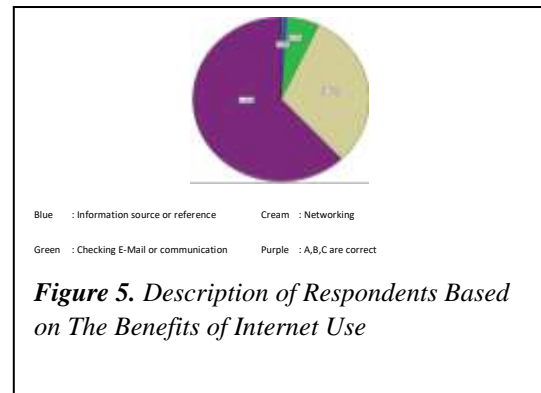 Blue : Information source or reference Cream : Networking
Green : Checking E-Mail or communication Purple : A,B,C are correct
Figure 5. Description of Respondents Based
on The Benefits of Internet Use